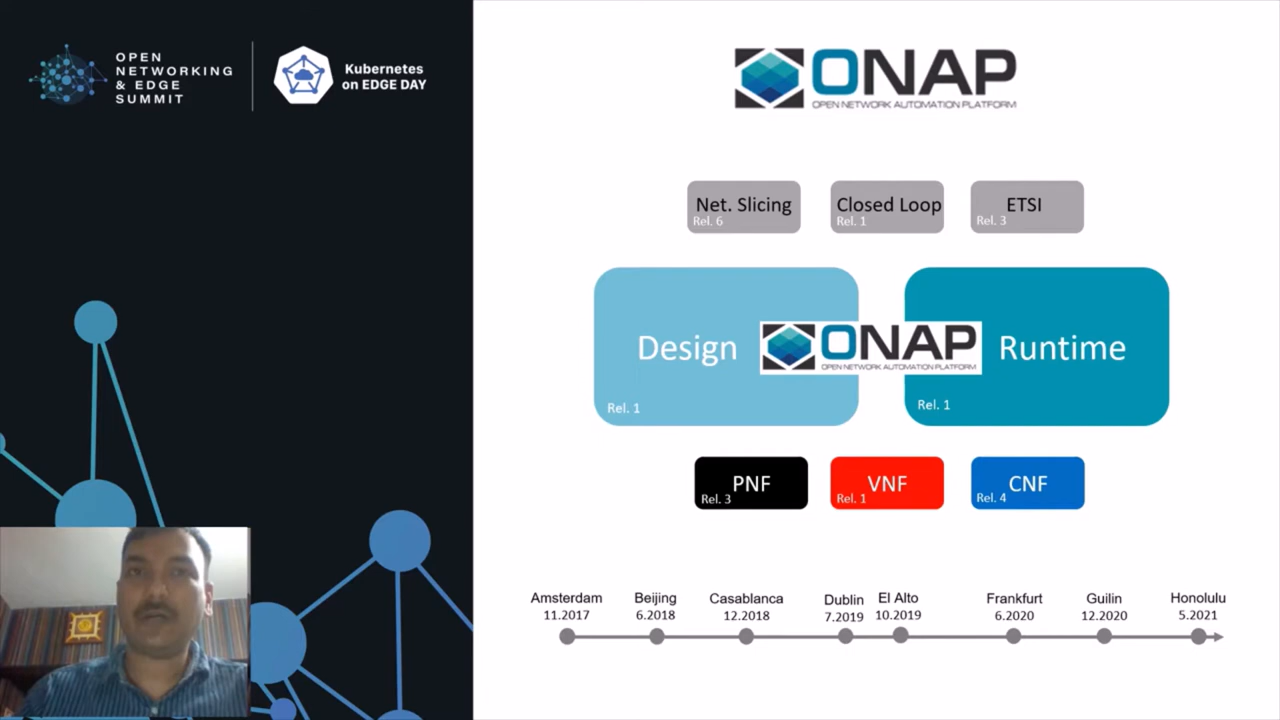 OPEN
NETWORKING
& EDGE
SUMMIT
Kubernetes
on EDGE DAY
ONAP
OPEN NETWORK AUTOMATION PLATFORM
Net. Slicing
Rel. 6
Closed Loop
Rel. 1
ETSI
Rel. 3
Design
Rel. 1
ONAP
OPEN NETWORK AUTOMATION PLATFORM
Runtime
Rel. 1
PNF
Rel. 3
VNF
Rel. 1
CNF
Rel. 4
Amsterdam
11.2017
Beijing
6.2018
Casablanca
12.2018
Dublin
7.2019
El Alto
10.2019
Frankfurt
6.2020
Guilin
12.2020
Honolulu
5.2021